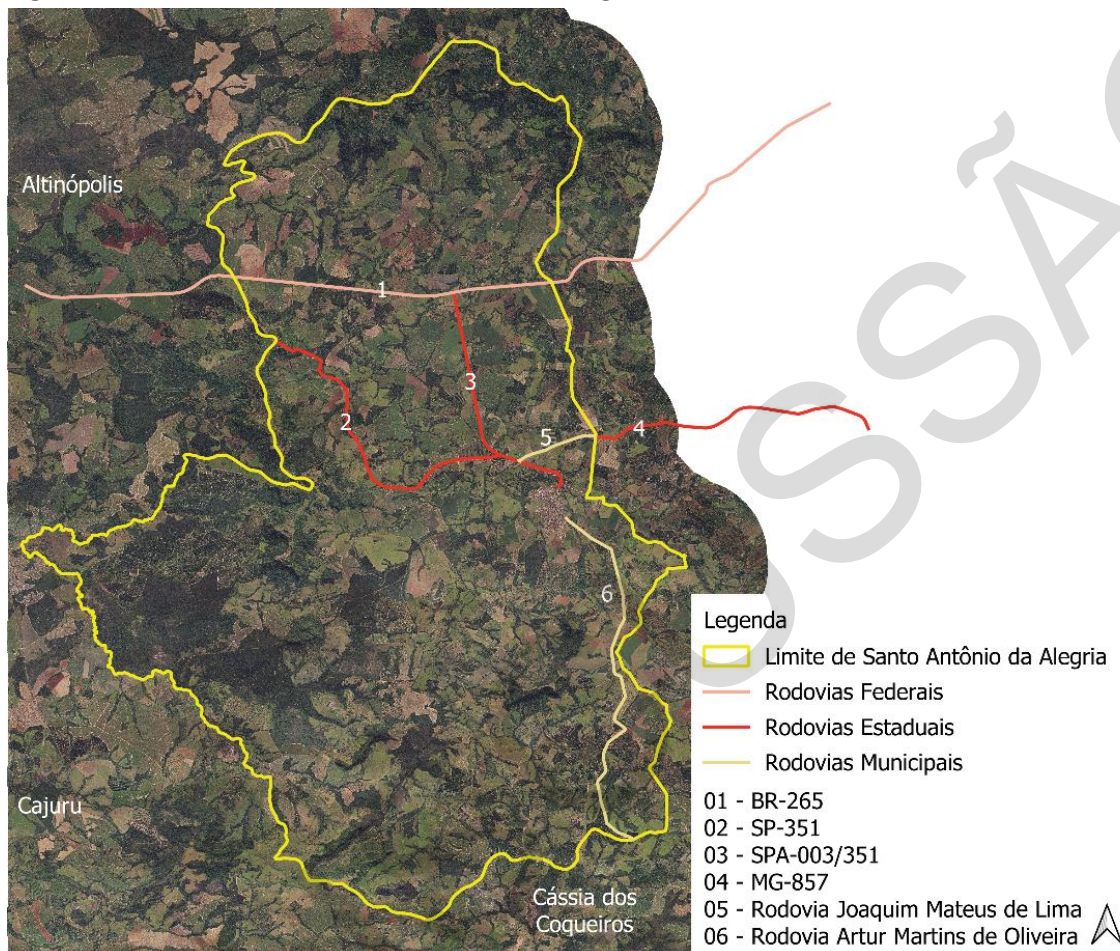 Altinópolis
1
2
3
4
5
6
Cajuru
Cássia dos
Coqueiros
Legenda
Limite de Santo Antônio da Alegria
Rodovias Federais
Rodovias Estaduais
Rodovias Municipais
01 - BR-265
02 - SP-351
03 - SPA-003/351
04 - MG-857
05 - Rodovia Joaquim Mateus de Lima
06 - Rodovia Artur Martins de Oliveira